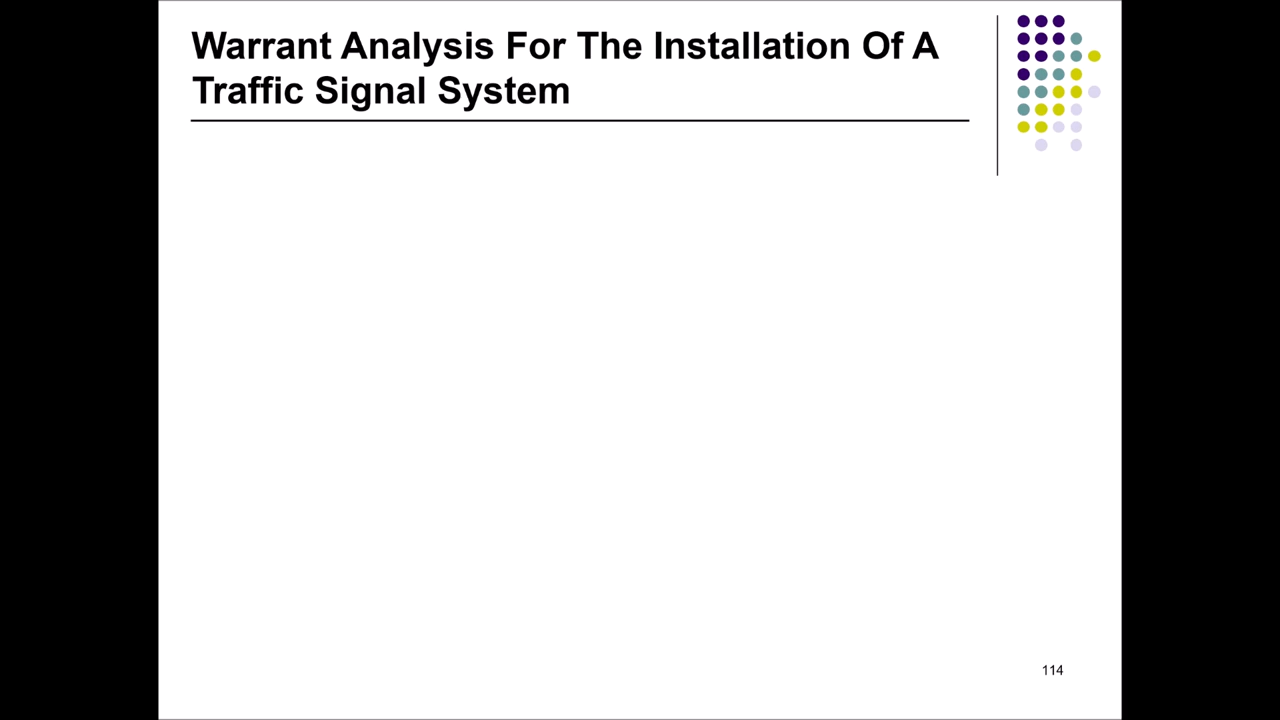 Warrant Analysis For The Installation Of A
Traffic Signal System
114